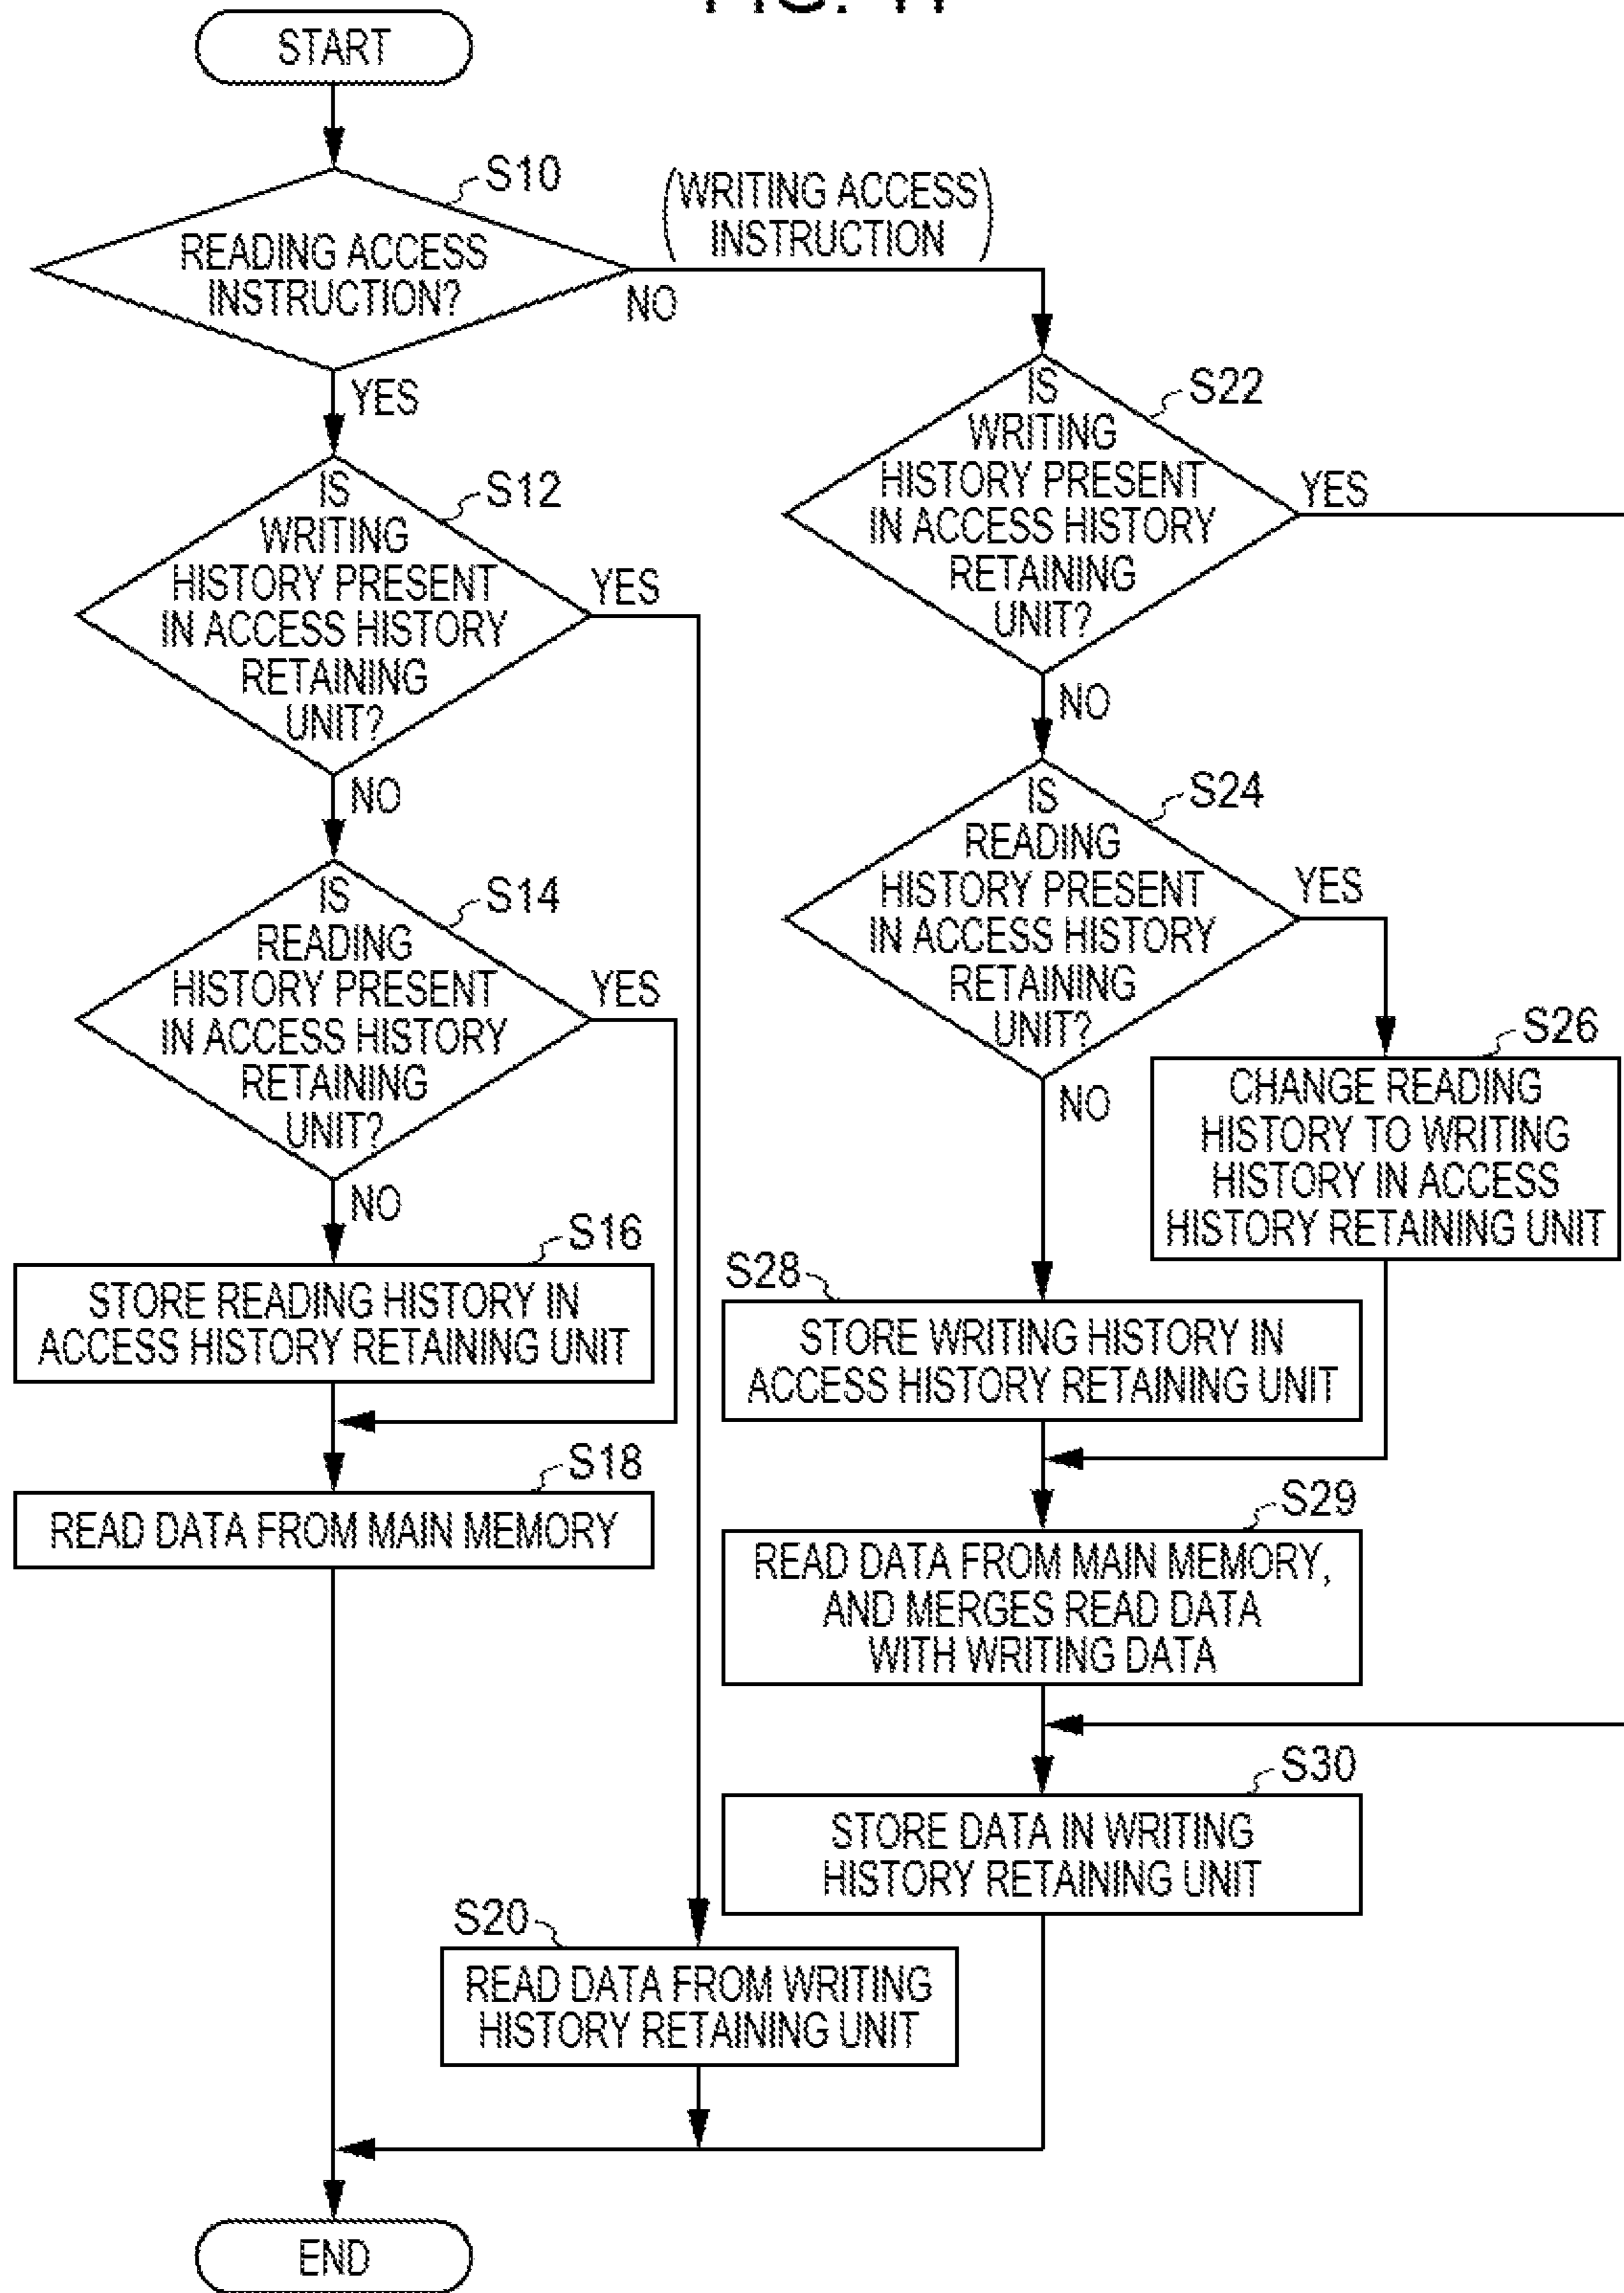 START
S10
READING ACCESS
INSTRUCTION?
(WRITING ACCESS
INSTRUCTION)
NO
YES
S12
IS
WRITING
HISTORY PRESENT
IN ACCESS HISTORY
RETAINING
UNIT?
YES
NO
S14
IS
READING
HISTORY PRESENT
IN ACCESS HISTORY
RETAINING
UNIT?
YES
NO
S16
STORE READING HISTORY IN
ACCESS HISTORY RETAINING UNIT
S18
READ DATA FROM MAIN MEMORY
S20
READ DATA FROM WRITING
HISTORY RETAINING UNIT
S22
IS
WRITING
HISTORY PRESENT
IN ACCESS HISTORY
RETAINING
UNIT?
YES
NO
S24
IS
READING
HISTORY PRESENT
IN ACCESS HISTORY
RETAINING
UNIT?
YES
NO
S26
CHANGE READING
HISTORY TO WRITING
HISTORY IN ACCESS
HISTORY RETAINING UNIT
S28
STORE WRITING HISTORY IN
ACCESS HISTORY RETAINING UNIT
S29
READ DATA FROM MAIN MEMORY,
AND MERGES READ DATA
WITH WRITING DATA
S30
STORE DATA IN WRITING
HISTORY RETAINING UNIT
END